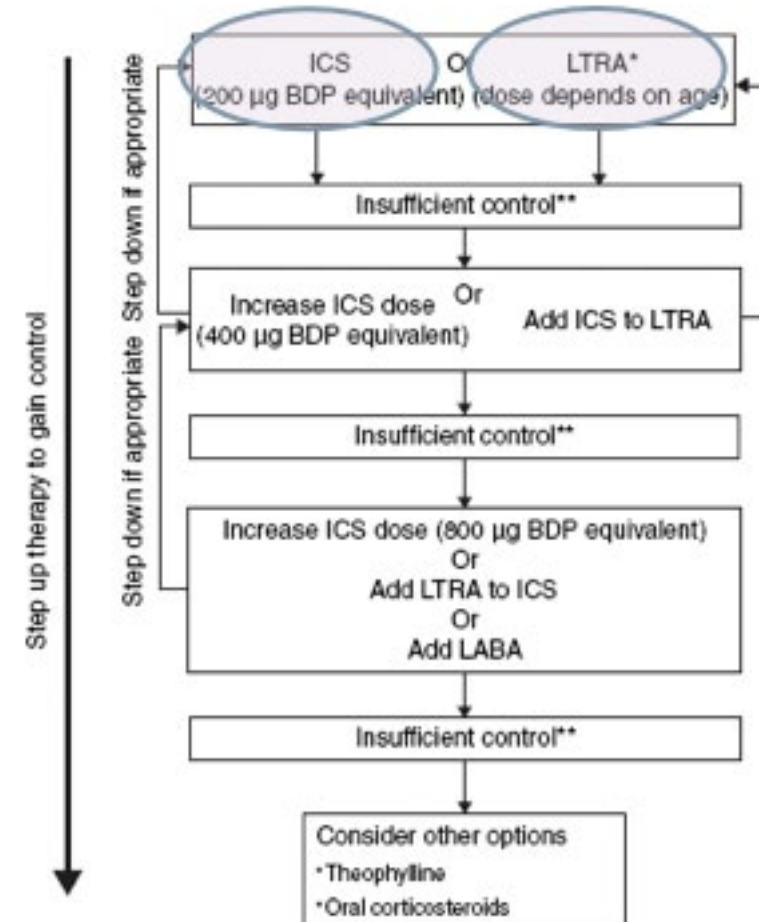 ICS O LTRA*
(200 µg BDP equivalent) (dose depends on age)
Insufficient control**
Increase ICS dose Or
(400 µg BDP equivalent)
Add ICS to LTRA
Insufficient control**
Increase ICS dose (800 µg BDP equivalent)
Or
Add LTRA to ICS
Or
Add LABA
Insufficient control**
Consider other options
•Theophylline
•Oral corticosteroids
Step down if appropriate
Step down if appropriate
Step up therapy to gain control